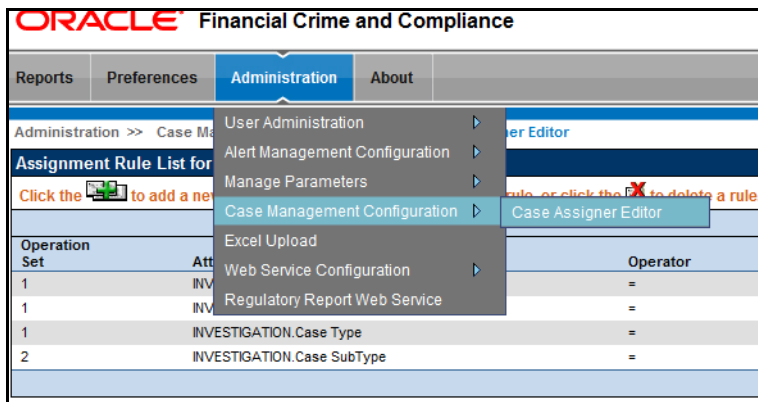 ORACLE Financial Crime and Compliance
Reports Preferences Administration About
Administration >> Case Ma er Editor
User Administration
Assignment Rule List for
Alert Management Configuration
Click the to add a new rule, or click the to delete a rule
Manage Parameters
Case Management Configuration Case Assigner Editor
Excel Upload
Operation Set Att Operator
Web Service Configuration
1 INV =
Regulatory Report Web Service
1 INV =
1 INVESTIGATION.Case Type =
2 INVESTIGATION.Case SubType =